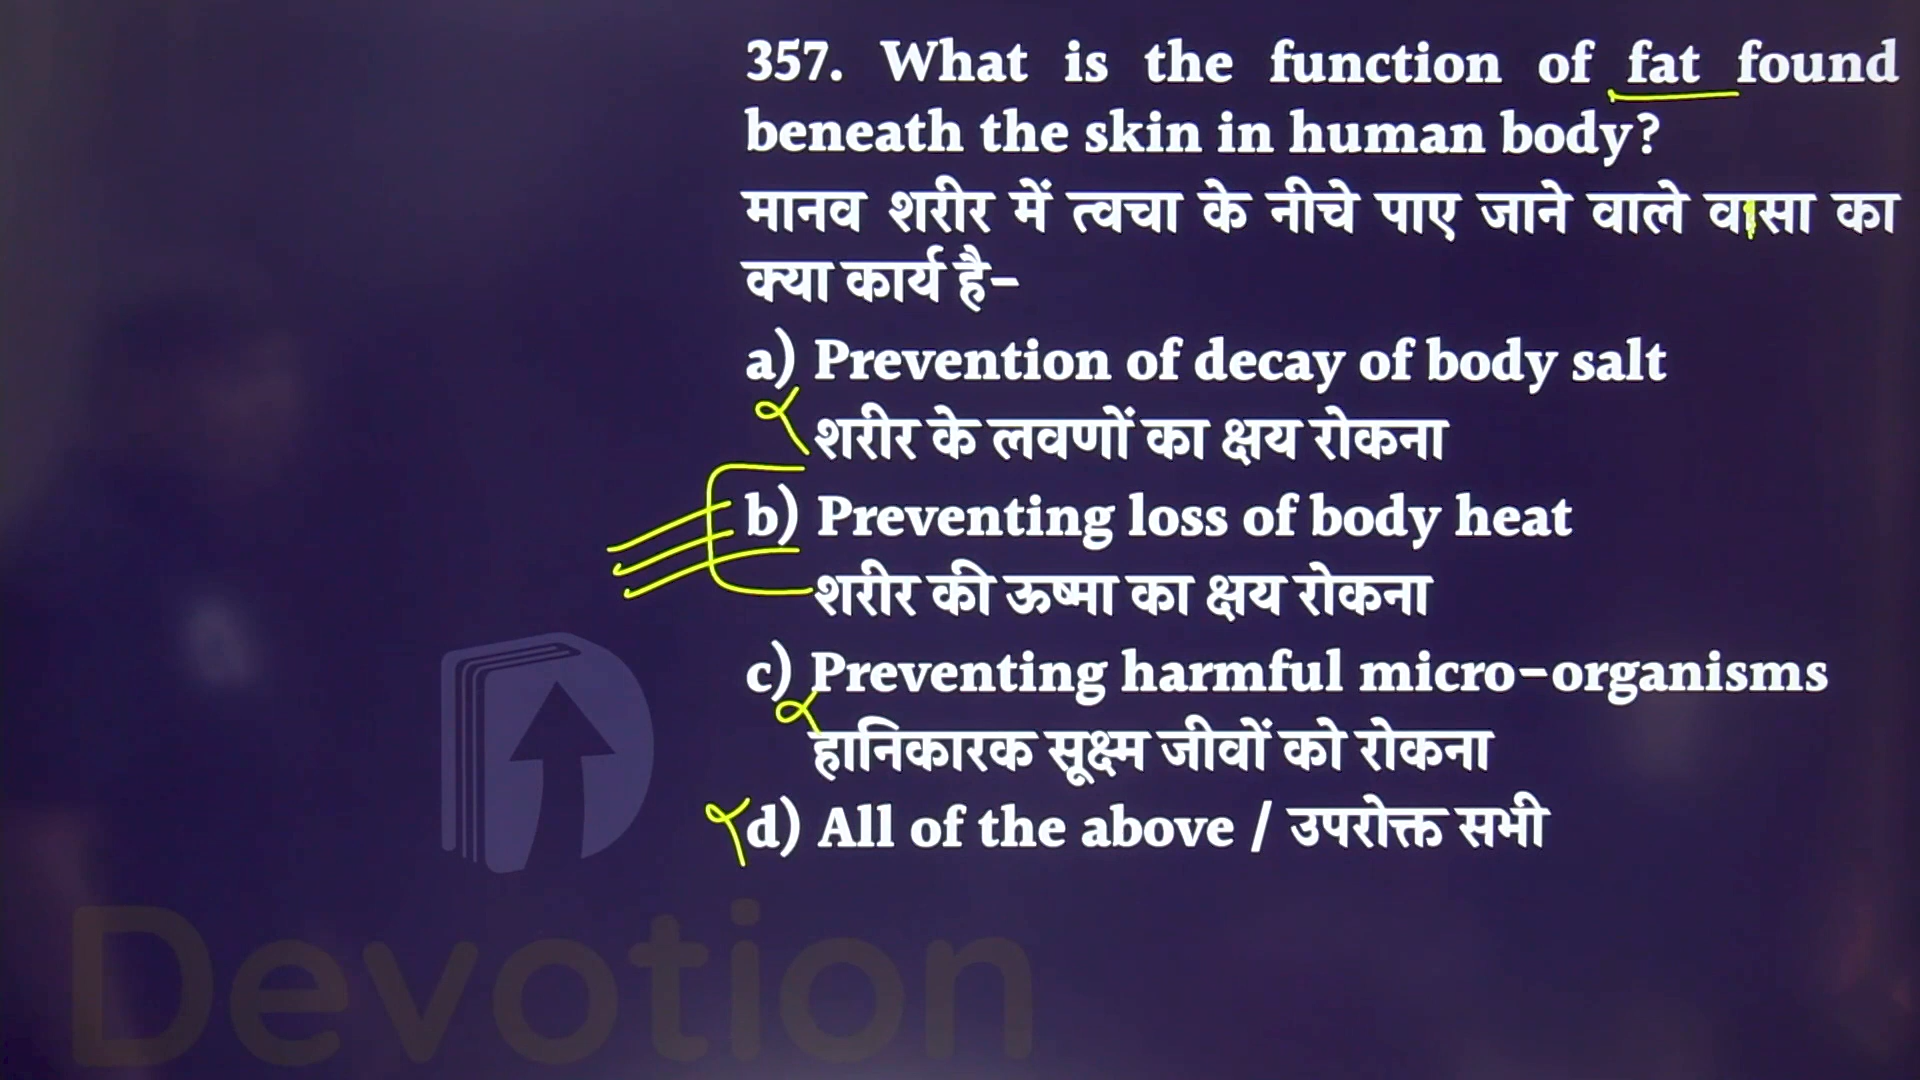 357. What is the function of fat found
beneath the skin in human body?
मानव शरीर में त्वचा के नीचे पाए जाने वाले वासा का
क्या कार्य है-
a) Prevention of decay of body salt
शरीर के लवणों का क्षय रोकना
b) Preventing loss of body heat
शरीर की ऊष्मा का क्षय रोकना
c) Preventing harmful micro-organisms
हानिकारक सूक्ष्म जीवों को रोकना
d) All of the above / उपरोक्त सभी
Devotion